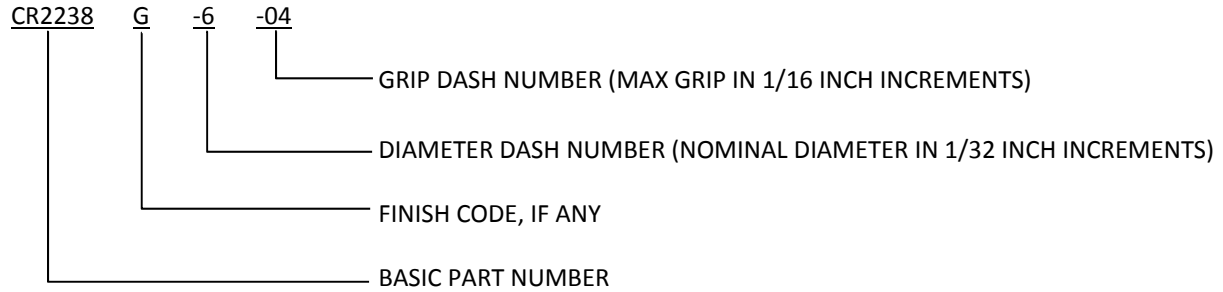 CR2238 G -6 -04
GRIP DASH NUMBER (MAX GRIP IN 1/16 INCH INCREMENTS)
DIAMETER DASH NUMBER (NOMINAL DIAMETER IN 1/32 INCH INCREMENTS)
FINISH CODE, IF ANY
BASIC PART NUMBER